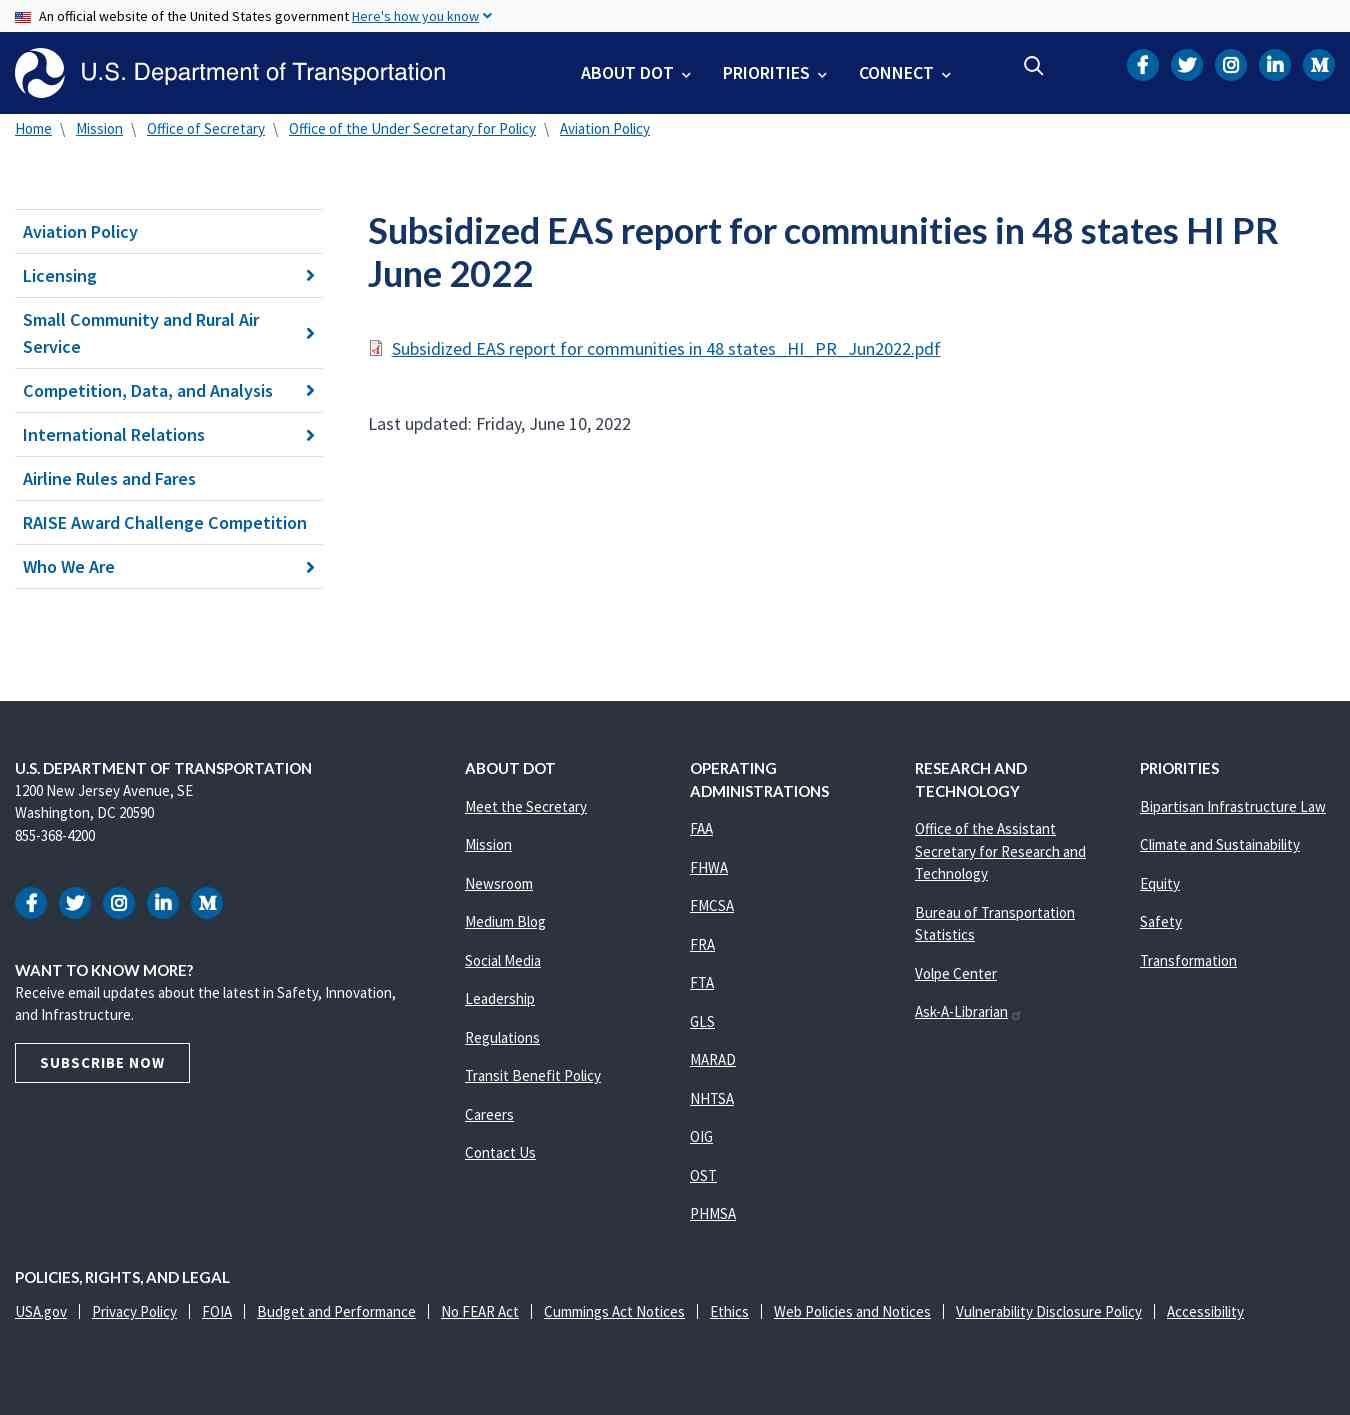 An official website of the United States government Here's how you know
U.S. Department of Transportation
ABOUT DOT
PRIORITIES
CONNECT
Home \ Mission \ Office of Secretary \ Office of the Under Secretary for Policy \ Aviation Policy
Aviation Policy
Licensing
Small Community and Rural Air
Service
Competition, Data, and Analysis
International Relations
Airline Rules and Fares
RAISE Award Challenge Competition
Who We Are
Subsidized EAS report for communities in 48 states HI PR
June 2022
Subsidized EAS report for communities in 48 states_HI_PR_Jun2022.pdf
Last updated: Friday, June 10, 2022
U.S. DEPARTMENT OF TRANSPORTATION
1200 New Jersey Avenue, SE
Washington, DC 20590
855-368-4200
WANT TO KNOW MORE?
Receive email updates about the latest in Safety, Innovation,
and Infrastructure.
SUBSCRIBE NOW
ABOUT DOT
Meet the Secretary
Mission
Newsroom
Medium Blog
Social Media
Leadership
Regulations
Transit Benefit Policy
Careers
Contact Us
OPERATING
ADMINISTRATIONS
FAA
FHWA
FMCSA
FRA
FTA
GLS
MARAD
NHTSA
OIG
OST
PHMSA
RESEARCH AND
TECHNOLOGY
Office of the Assistant
Secretary for Research and
Technology
Bureau of Transportation
Statistics
Volpe Center
Ask-A-Librarian
PRIORITIES
Bipartisan Infrastructure Law
Climate and Sustainability
Equity
Safety
Transformation
POLICIES, RIGHTS, AND LEGAL
USA.gov | Privacy Policy | FOIA | Budget and Performance | No FEAR Act | Cummings Act Notices | Ethics | Web Policies and Notices | Vulnerability Disclosure Policy | Accessibility